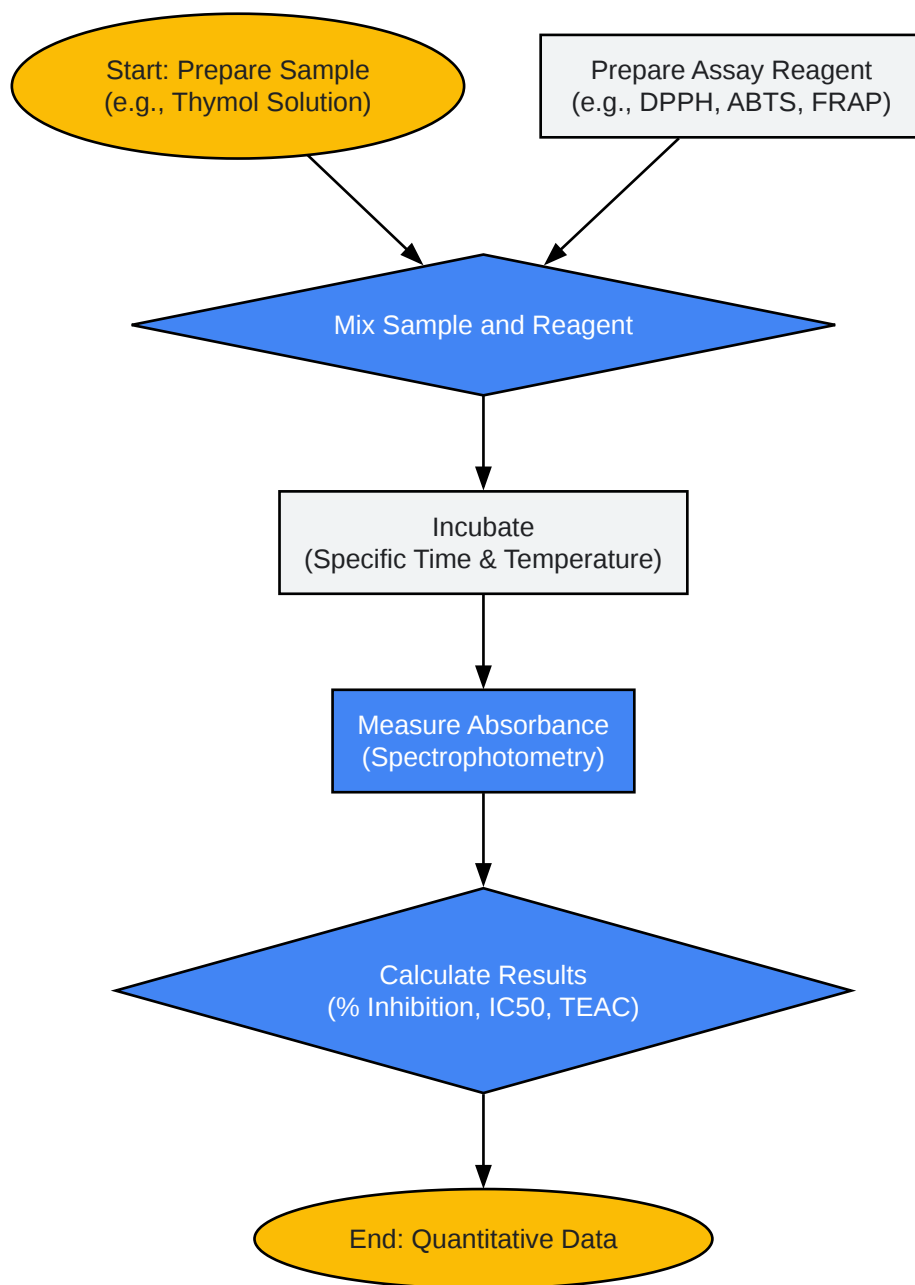 Start: Prepare Sample
(e.g., Thymol Solution)
Prepare Assay Reagent
(e.g., DPPH, ABTS, FRAP)
Mix Sample and Reagent
Incubate
(Specific Time & Temperature)
Measure Absorbance
(Spectrophotometry)
Calculate Results
(% Inhibition, IC50, TEAC)
End: Quantitative Data